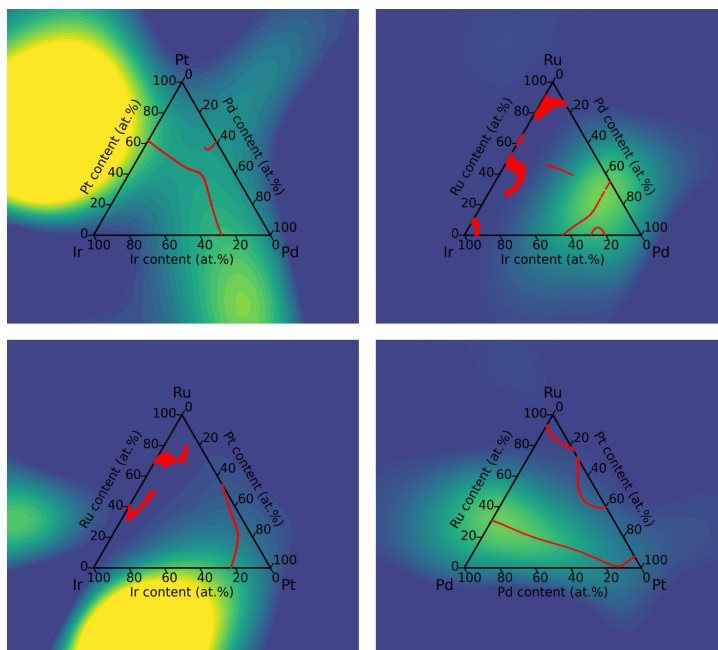 Pt
100 0
80 20
60 40
40 60
20 80
0 100
Pt content (at.%)
Pd content (at.%)
100 80 60 40 20 0
Ir Ir content (at.%) Pd
Ru
100 0
80 20
60 40
40 60
20 80
0 100
Ru content (at.%)
Pd content (at.%)
100 80 60 40 20 0
Ir Ir content (at.%) Pd
Ru
100 0
80 20
60 40
40 60
20 80
0 100
Ru content (at.%)
Pt content (at.%)
100 80 60 40 20 0
Ir Ir content (at.%) Pt
Ru
100 0
80 20
60 40
40 60
20 80
0 100
Ru content (at.%)
Pt content (at.%)
100 80 60 40 20 0
Pd Pd content (at.%) Pt